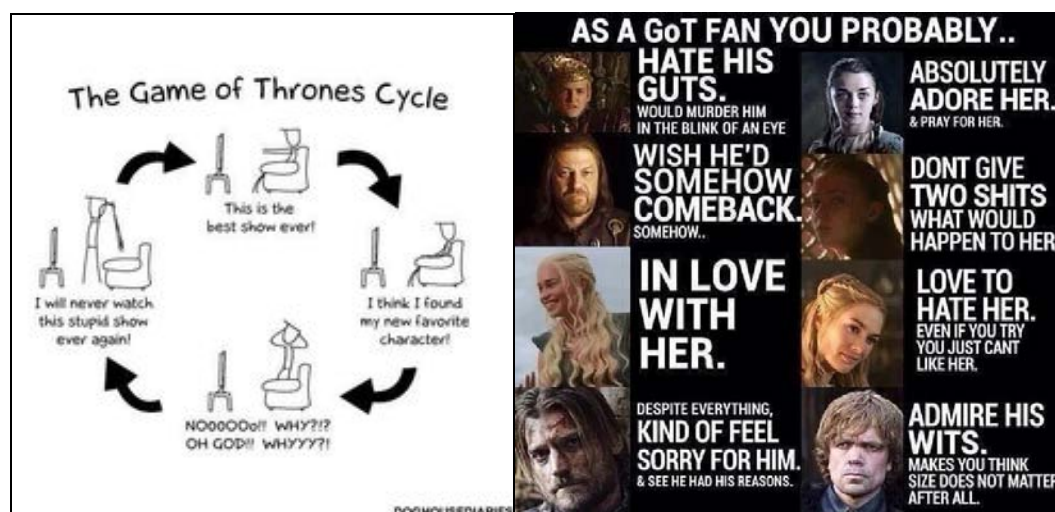 The Game of Thrones Cycle
This is the
best show ever!
I think I found
my new favorite
character!
NOOOOOo!! WHY?!?
OH GOD!! WHYYY?!
I will never watch
this stupid show
ever again!
DOGHOUSEDIARIES
AS A GoT FAN YOU PROBABLY..
HATE HIS
GUTS.
WOULD MURDER HIM
IN THE BLINK OF AN EYE
WISH HE'D
SOMEHOW
COMEBACK.
SOMEHOW..
IN LOVE
WITH
HER.
DESPITE EVERYTHING,
KIND OF FEEL
SORRY FOR HIM.
& SEE HE HAD HIS REASONS.
ABSOLUTELY
ADORE HER.
& PRAY FOR HER.
DONT GIVE
TWO SHITS
WHAT WOULD
HAPPEN TO HER
LOVE TO
HATE HER.
EVEN IF YOU TRY
YOU JUST CANT
LIKE HER.
ADMIRE HIS
WITS.
MAKES YOU THINK
SIZE DOES NOT MATTER
AFTER ALL.